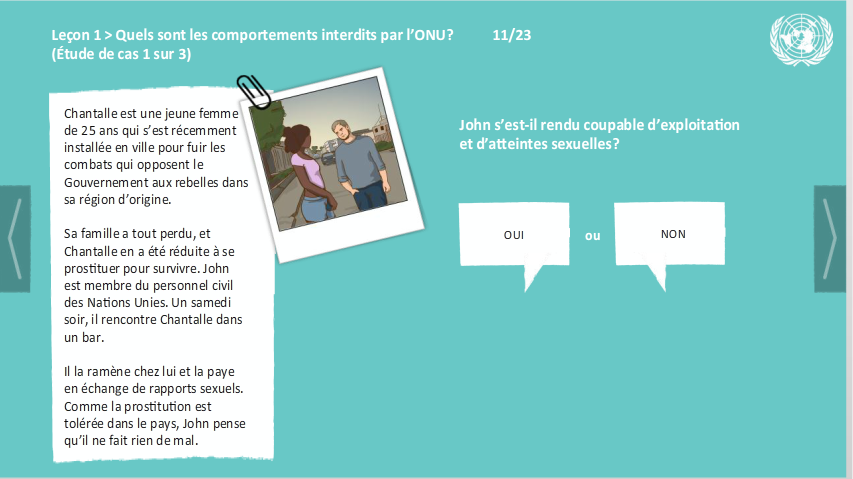 Leçon 1 > Quels sont les comportements interdits par l’ONU? 11/23
(Étude de cas 1 sur 3)
Chantalle est une jeune femme
de 25 ans qui s’est récemment
installée en ville pour fuir les
combats qui opposent le
Gouvernement aux rebelles dans
sa région d’origine.
Sa famille a tout perdu, et
Chantalle en a été réduite à se
prostituer pour survivre. John
est membre du personnel civil
des Nations Unies. Un samedi
soir, il rencontre Chantalle dans
un bar.
Il la ramène chez lui et la paye
en échange de rapports sexuels.
Comme la prostitution est
tolérée dans le pays, John pense
qu’il ne fait rien de mal.
John s’est-il rendu coupable d’exploitation
et d’atteintes sexuelles?
OUI ou NON